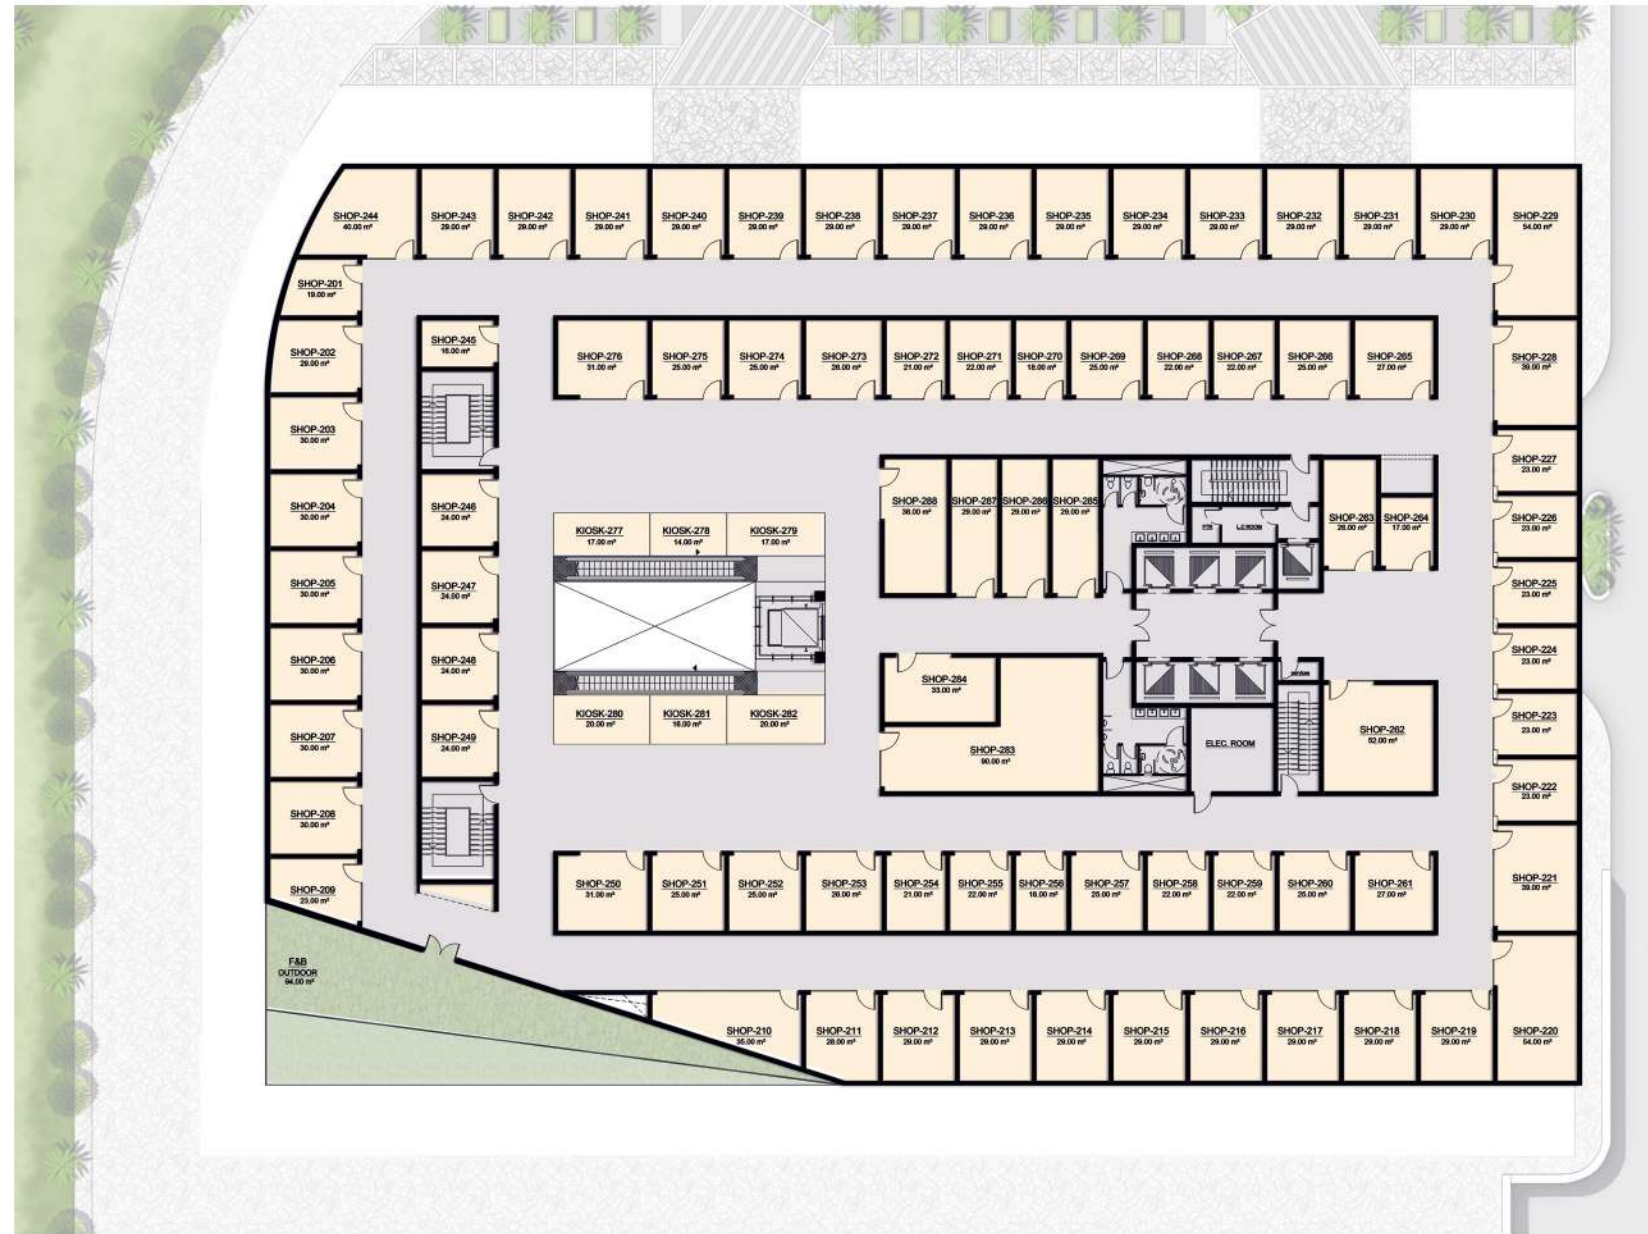 SHOP-244
40.00 m²
SHOP-243
29.00 m²
SHOP-242
29.00 m²
SHOP-241
29.00 m²
SHOP-240
29.00 m²
SHOP-239
29.00 m²
SHOP-238
29.00 m²
SHOP-237
29.00 m²
SHOP-236
29.00 m²
SHOP-235
29.00 m²
SHOP-234
29.00 m²
SHOP-233
29.00 m²
SHOP-232
29.00 m²
SHOP-231
29.00 m²
SHOP-230
29.00 m²
SHOP-229
54.00 m²
SHOP-201
19.00 m²
SHOP-202
29.00 m²
SHOP-245
16.00 m²
SHOP-276
31.00 m²
SHOP-275
25.00 m²
SHOP-274
25.00 m²
SHOP-273
26.00 m²
SHOP-272
21.00 m²
SHOP-271
22.00 m²
SHOP-270
18.00 m²
SHOP-269
25.00 m²
SHOP-268
22.00 m²
SHOP-267
22.00 m²
SHOP-266
25.00 m²
SHOP-265
27.00 m²
SHOP-228
39.00 m²
SHOP-203
30.00 m²
SHOP-227
23.00 m²
SHOP-204
30.00 m²
SHOP-246
24.00 m²
SHOP-288
38.00 m²
SHOP-287
29.00 m²
SHOP-286
29.00 m²
SHOP-285
29.00 m²
L.C ROOM
SHOP-263
26.00 m²
SHOP-264
17.00 m²
SHOP-226
23.00 m²
KIOSK-277
17.00 m²
KIOSK-278
14.00 m²
KIOSK-279
17.00 m²
SHOP-205
30.00 m²
SHOP-247
24.00 m²
SHOP-225
23.00 m²
SHOP-206
30.00 m²
SHOP-248
24.00 m²
SHOP-284
33.00 m²
SHOP-224
23.00 m²
KIOSK-280
20.00 m²
KIOSK-281
16.00 m²
KIOSK-282
20.00 m²
SHOP-207
30.00 m²
SHOP-249
24.00 m²
SHOP-283
90.00 m²
ELEC. ROOM
SHOP-262
52.00 m²
SHOP-223
23.00 m²
SHOP-222
23.00 m²
SHOP-208
30.00 m²
SHOP-209
23.00 m²
SHOP-250
31.00 m²
SHOP-251
25.00 m²
SHOP-252
25.00 m²
SHOP-253
26.00 m²
SHOP-254
21.00 m²
SHOP-255
22.00 m²
SHOP-256
18.00 m²
SHOP-257
25.00 m²
SHOP-258
22.00 m²
SHOP-259
22.00 m²
SHOP-260
25.00 m²
SHOP-261
27.00 m²
SHOP-221
39.00 m²
F&B
OUTDOOR
94.00 m²
SHOP-210
35.00 m²
SHOP-211
28.00 m²
SHOP-212
29.00 m²
SHOP-213
29.00 m²
SHOP-214
29.00 m²
SHOP-215
29.00 m²
SHOP-216
29.00 m²
SHOP-217
29.00 m²
SHOP-218
29.00 m²
SHOP-219
29.00 m²
SHOP-220
54.00 m²